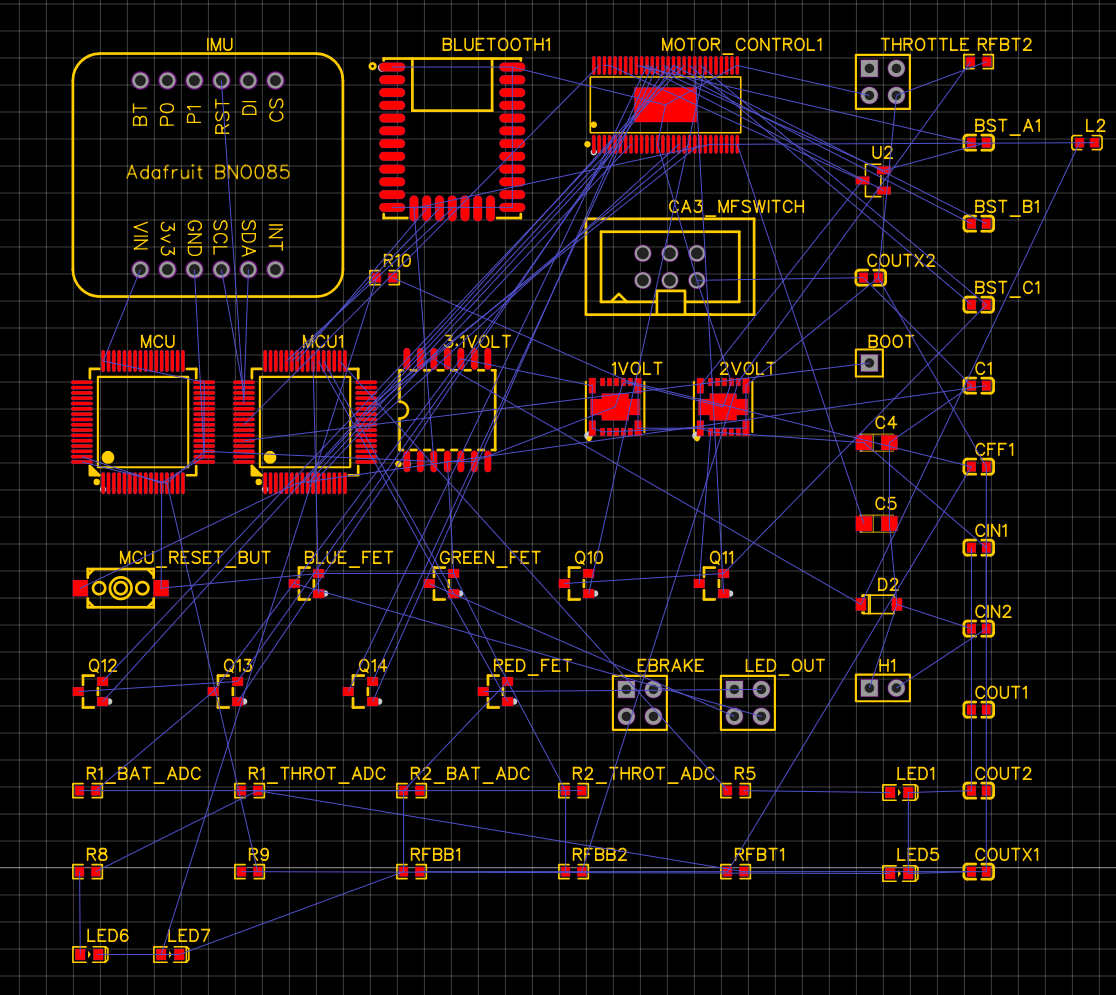 IMU
BLUETOOTH1
MOTOR_CONTROL1
THROTTLE
RFBT2
BT
P0
P1
RST
DI
CS
Adafruit BN0085
VIN
3v3
GND
SCL
SDA
INT
BST_A1
L2
U2
BST_B1
CA3_MFSWITCH
R10
COUTX2
BST_C1
MCU
MCU1
3.1VOLT
1VOLT
2VOLT
BOOT
C1
C4
CFF1
C5
CIN1
MCU_RESET_BUT
BLUE_FET
GREEN_FET
Q10
Q11
D2
CIN2
Q12
Q13
Q14
RED_FET
EBRAKE
LED_OUT
H1
COUT1
R1_BAT_ADC
R1_THROT_ADC
R2_BAT_ADC
R2_THROT_ADC
R5
LED1
COUT2
R8
R9
RFBB1
RFBB2
RFBT1
LED5
COUTX1
LED6
LED7